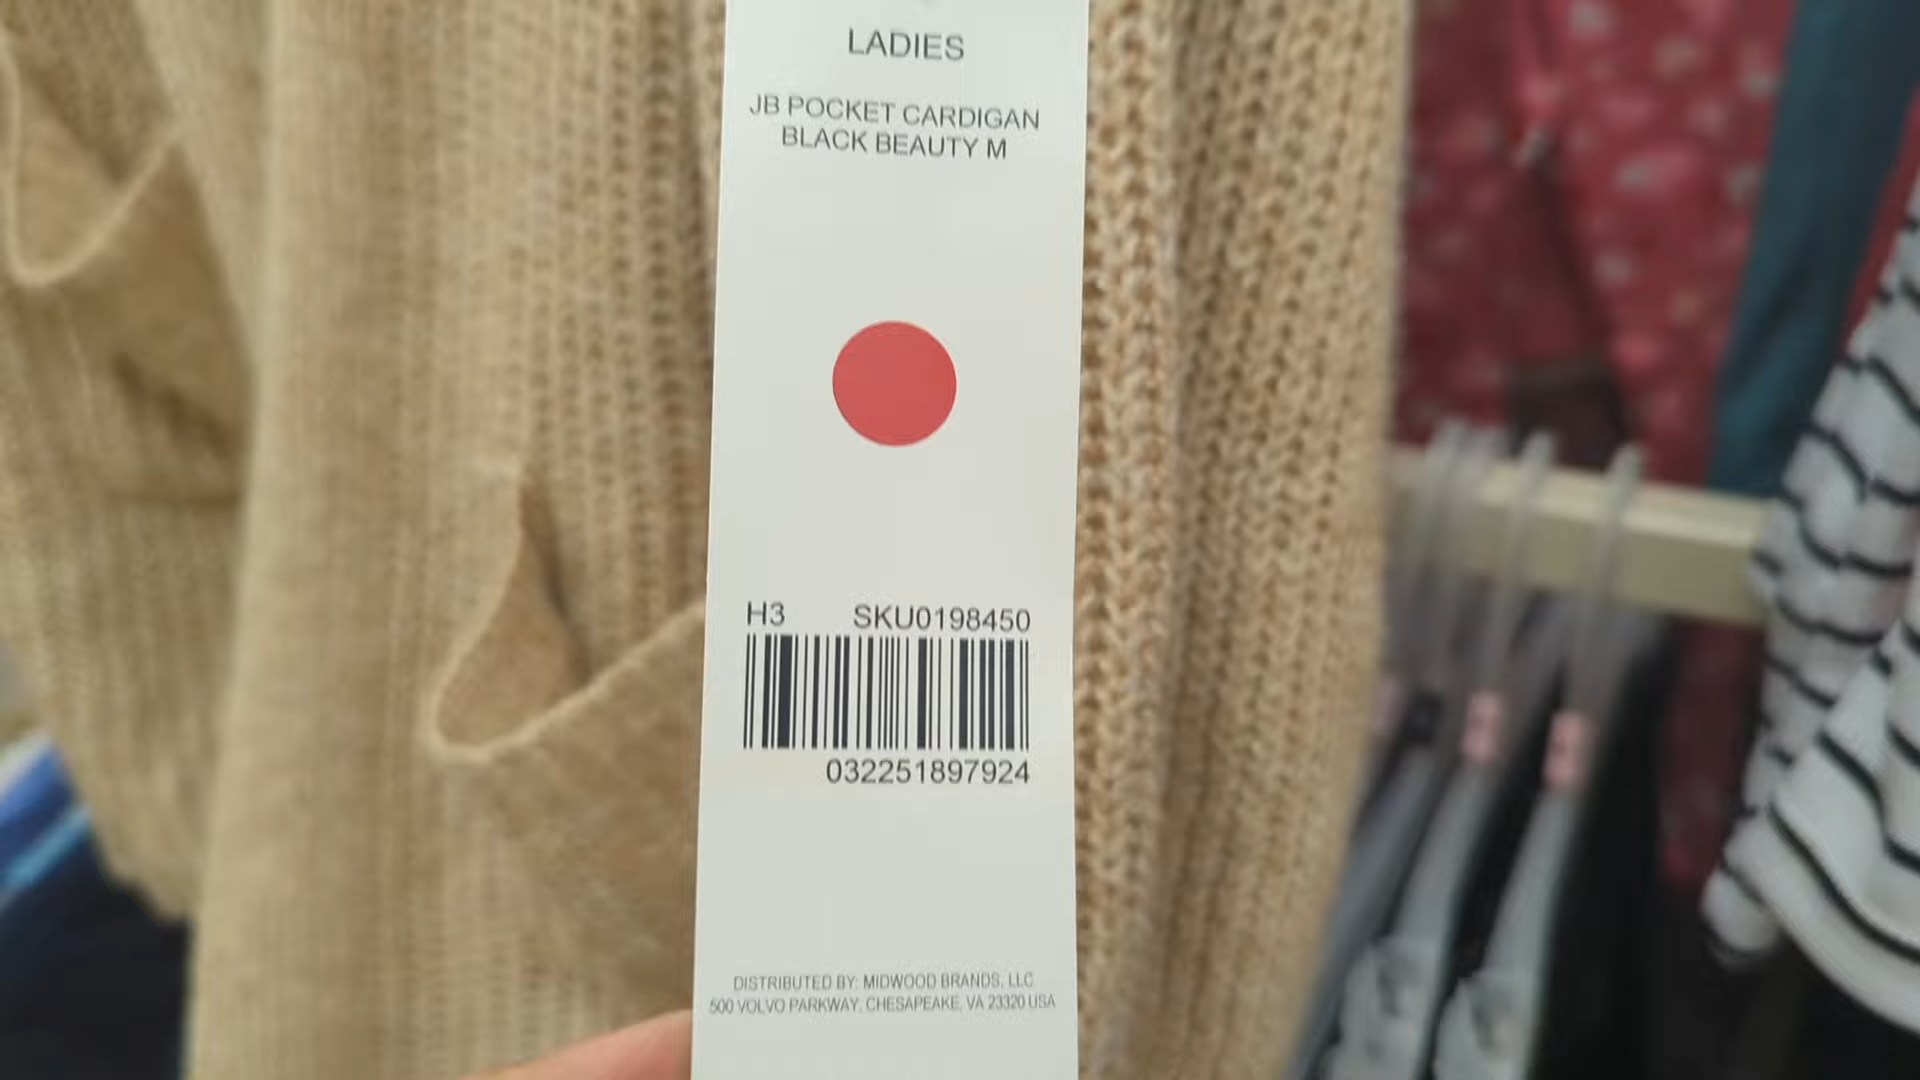 LADIES
JB POCKET CARDIGAN
BLACK BEAUTY M
H3 SKU0198450
032251897924
DISTRIBUTED BY: MIDWOOD BRANDS, LLC
500 VOLVO PARKWAY, CHESAPEAKE, VA 23320 USA